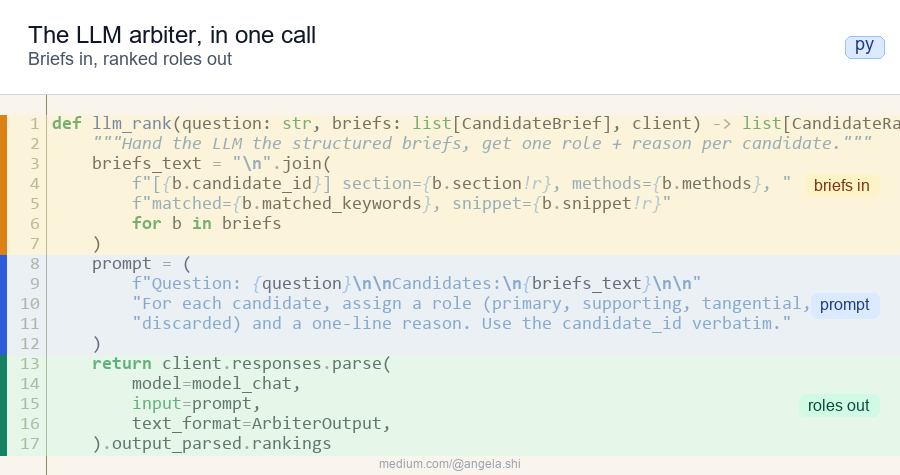 The LLM arbiter, in one call
Briefs in, ranked roles out
py
1 def llm_rank(question: str, briefs: list[CandidateBrief], client) -> list[CandidateRa
2     """Hand the LLM the structured briefs, get one role + reason per candidate."""
3     briefs_text = "\n".join(
4         f"[{b.candidate_id}] section={b.section!r}, methods={b.methods}, " briefs in
5         f"matched={b.matched_keywords}, snippet={b.snippet!r}"
6         for b in briefs
7     )
8     prompt = (
9         f"Question: {question}\n\nCandidates:\n{briefs_text}\n\n"
10         "For each candidate, assign a role (primary, supporting, tangential, prompt
11         "discarded) and a one-line reason. Use the candidate_id verbatim."
12     )
13     return client.responses.parse(
14         model=model_chat,
15         input=prompt, roles out
16         text_format=ArbiterOutput,
17     ).output_parsed.rankings
medium.com/@angela.shi